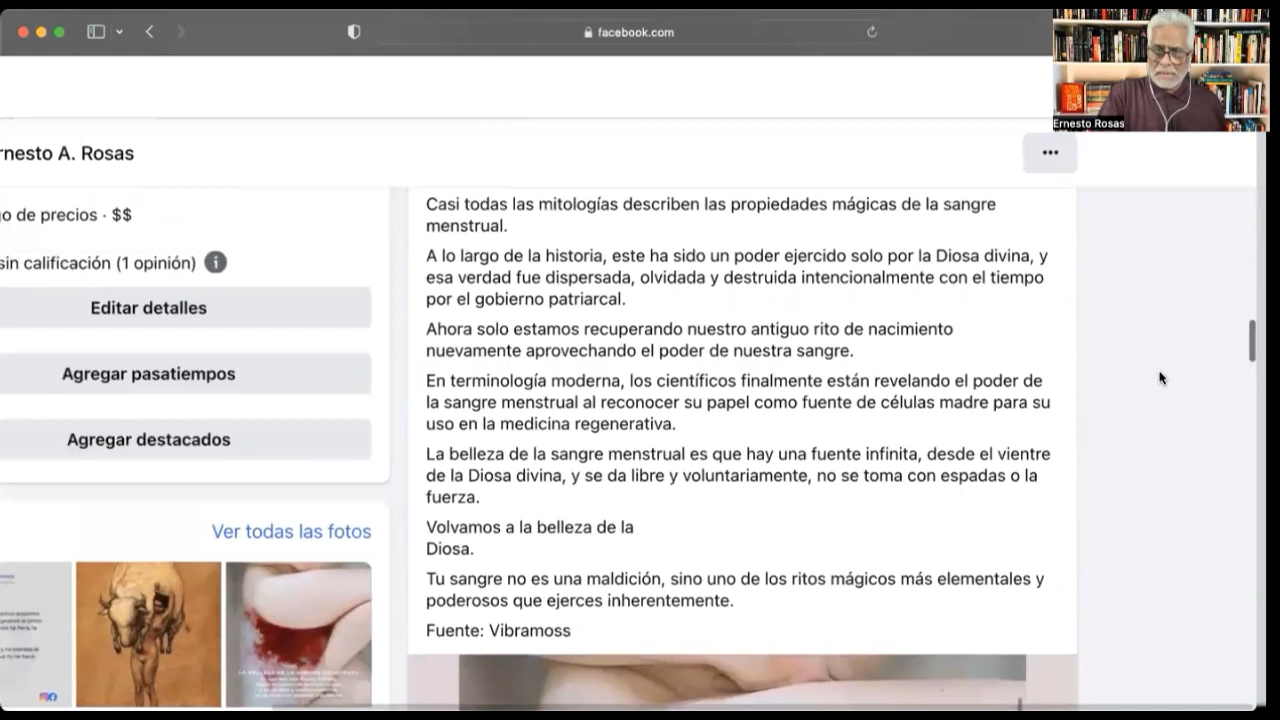 facebook.com
Ernesto Rosas
rnesto A. Rosas
...
o de precios · $$
sin calificación (1 opinión)
Editar detalles
Agregar pasatiempos
Agregar destacados
Ver todas las fotos
Casi todas las mitologías describen las propiedades mágicas de la sangre
menstrual.
A lo largo de la historia, este ha sido un poder ejercido solo por la Diosa divina, y
esa verdad fue dispersada, olvidada y destruida intencionalmente con el tiempo
por el gobierno patriarcal.
Ahora solo estamos recuperando nuestro antiguo rito de nacimiento
nuevamente aprovechando el poder de nuestra sangre.
En terminología moderna, los científicos finalmente están revelando el poder de
la sangre menstrual al reconocer su papel como fuente de células madre para su
uso en la medicina regenerativa.
La belleza de la sangre menstrual es que hay una fuente infinita, desde el vientre
de la Diosa divina, y se da libre y voluntariamente, no se toma con espadas o la
fuerza.
Volvamos a la belleza de la
Diosa.
Tu sangre no es una maldición, sino uno de los ritos mágicos más elementales y
poderosos que ejerces inherentemente.
Fuente: Vibramoss